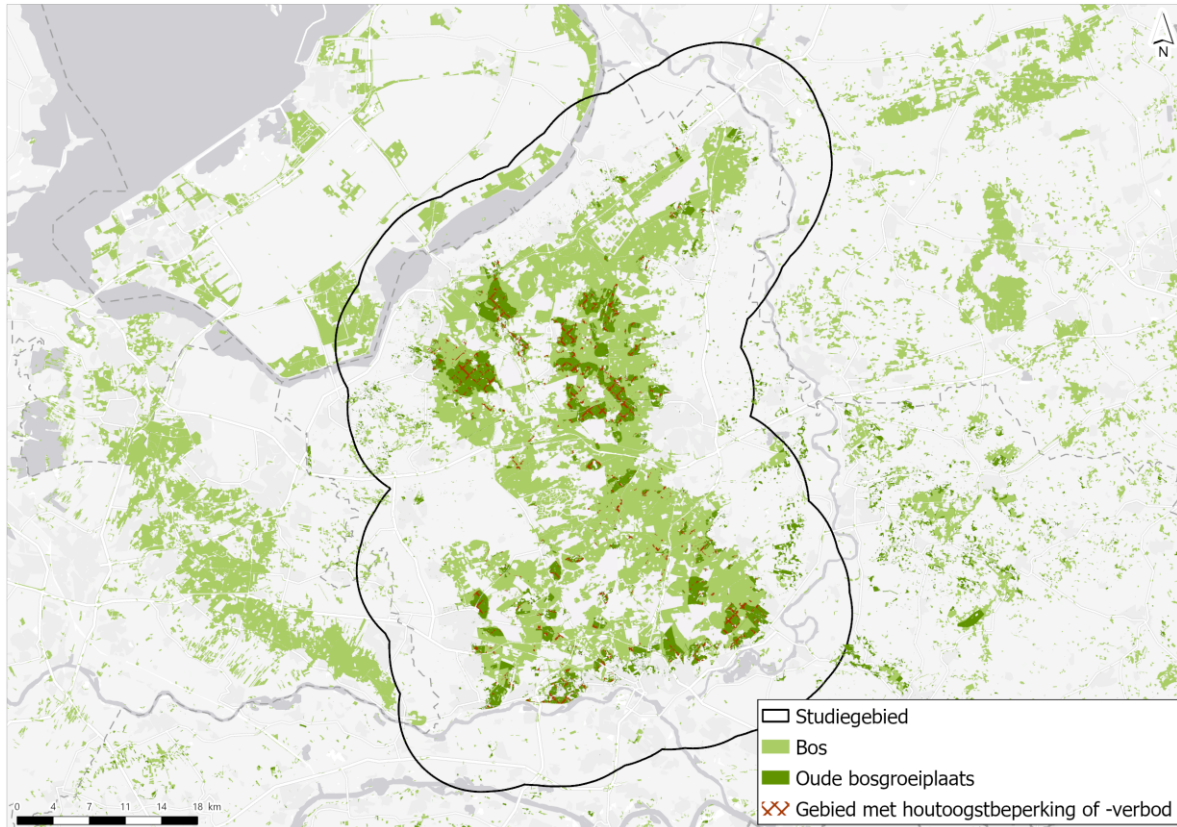 N
Studiegebied
Bos
Oude bosgroeiplaats
Gebied met houtoogstbeperking of -verbod
0 4 7 11 14 18 km